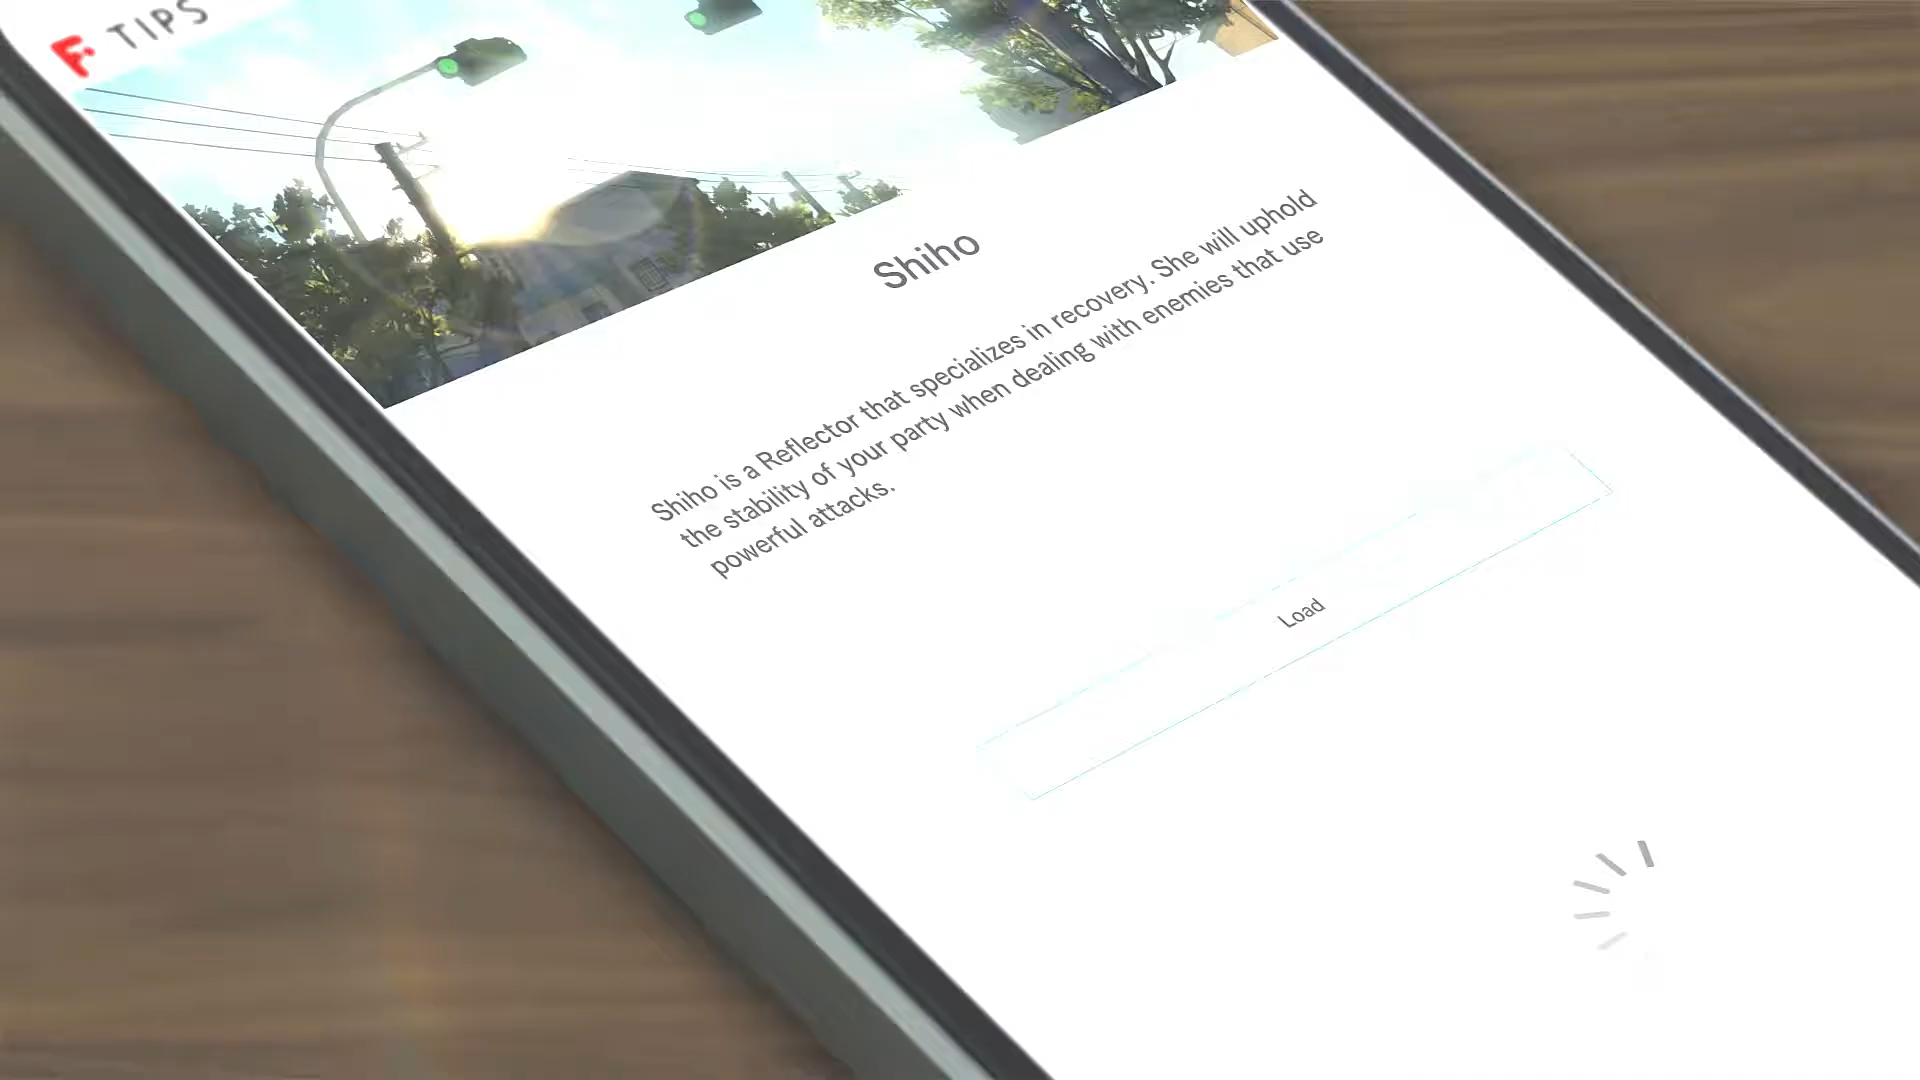 F TIPS
Shiho
Shiho is a Reflector that specializes in recovery. She will uphold
the stability of your party when dealing with enemies that use
powerful attacks.
Load